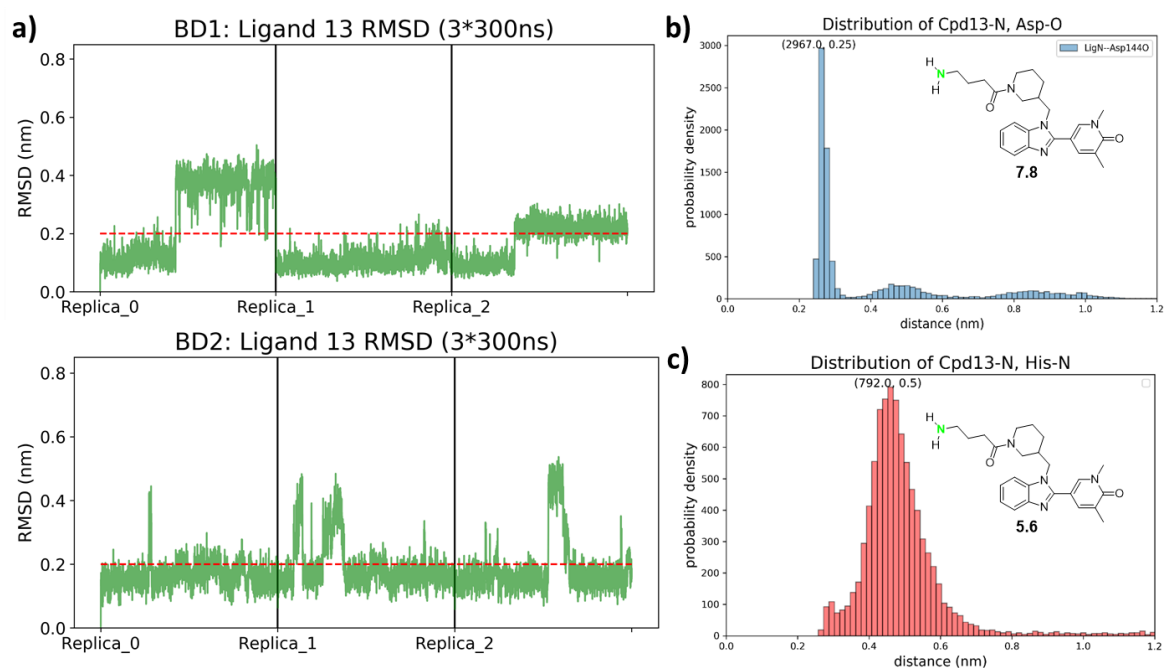 a)
BD1: Ligand 13 RMSD (3*300ns)
RMSD (nm)
0.8
0.6
0.4
0.2
0.0
Replica_0
Replica_1
Replica_2
BD2: Ligand 13 RMSD (3*300ns)
RMSD (nm)
0.8
0.6
0.4
0.2
0.0
Replica_0
Replica_1
Replica_2
b)
Distribution of Cpd13-N, Asp-O
(2967.0, 0.25)
LigN--Asp144O
probability density
3000
2500
2000
1500
1000
500
0
0.0
0.2
0.4
0.6
0.8
1.0
1.2
distance (nm)
H
N
H
O
N
N
N
N
O
7.8
c)
Distribution of Cpd13-N, His-N
(792.0, 0.5)
probability density
800
700
600
500
400
300
200
100
0
0.0
0.2
0.4
0.6
0.8
1.0
1.2
distance (nm)
H
N
H
O
N
N
N
N
O
5.6